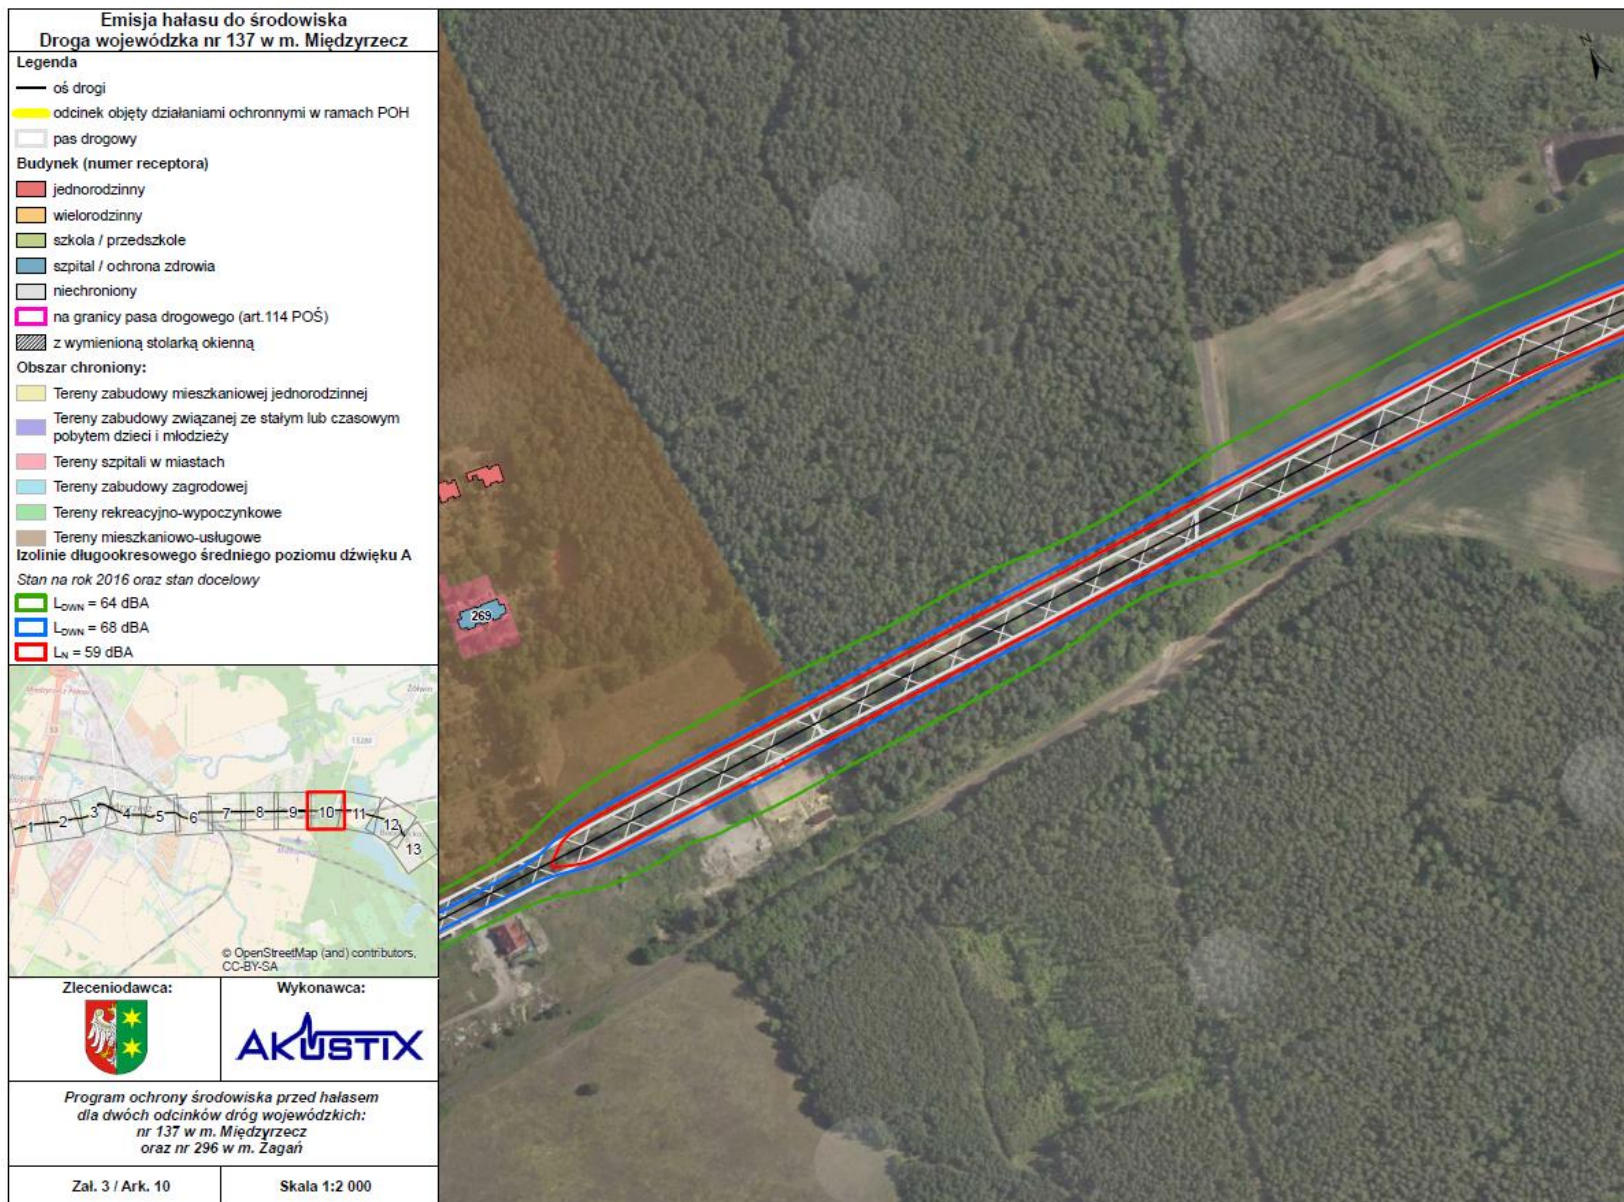 Emisja hałasu do środowiska
Droga wojewódzka nr 137 w m. Międzyrzecz
Legenda
oś drogi
odcinek objęty działaniami ochronnymi w ramach POH
pas drogowy
Budynek (numer receptora)
jednorodzinny
wielorodzinny
szkola / przedszkole
szpital / ochrona zdrowia
niechroniony
na granicy pasa drogowego (art.114 POŚ)
z wymienioną stolarką okienną
Obszar chroniony:
Tereny zabudowy mieszkaniowej jednorodzinnej
Tereny zabudowy związanej ze stałym lub czasowym
pobytem dzieci i młodzieży
Tereny szpitali w miastach
Tereny zabudowy zagrodowej
Tereny rekreacyjno-wypoczynkowe
Tereny mieszkaniowo-usługowe
Izolinie długookresowego średniego poziomu dźwięku A
Stan na rok 2016 oraz stan docelowy
L_DWN = 64 dBA
L_DWN = 68 dBA
L_N = 59 dBA
Żółwin
1
2
3
4
5
6
7
8
9
10
11
12
13
© OpenStreetMap (and) contributors,
CC-BY-SA
Zleceniodawca:
Wykonawca:
AKUSTIX
Program ochrony środowiska przed hałasem
dla dwóch odcinków dróg wojewódzkich:
nr 137 w m. Międzyrzecz
oraz nr 296 w m. Żagań
Zał. 3 / Ark. 10
Skala 1:2 000
269
N